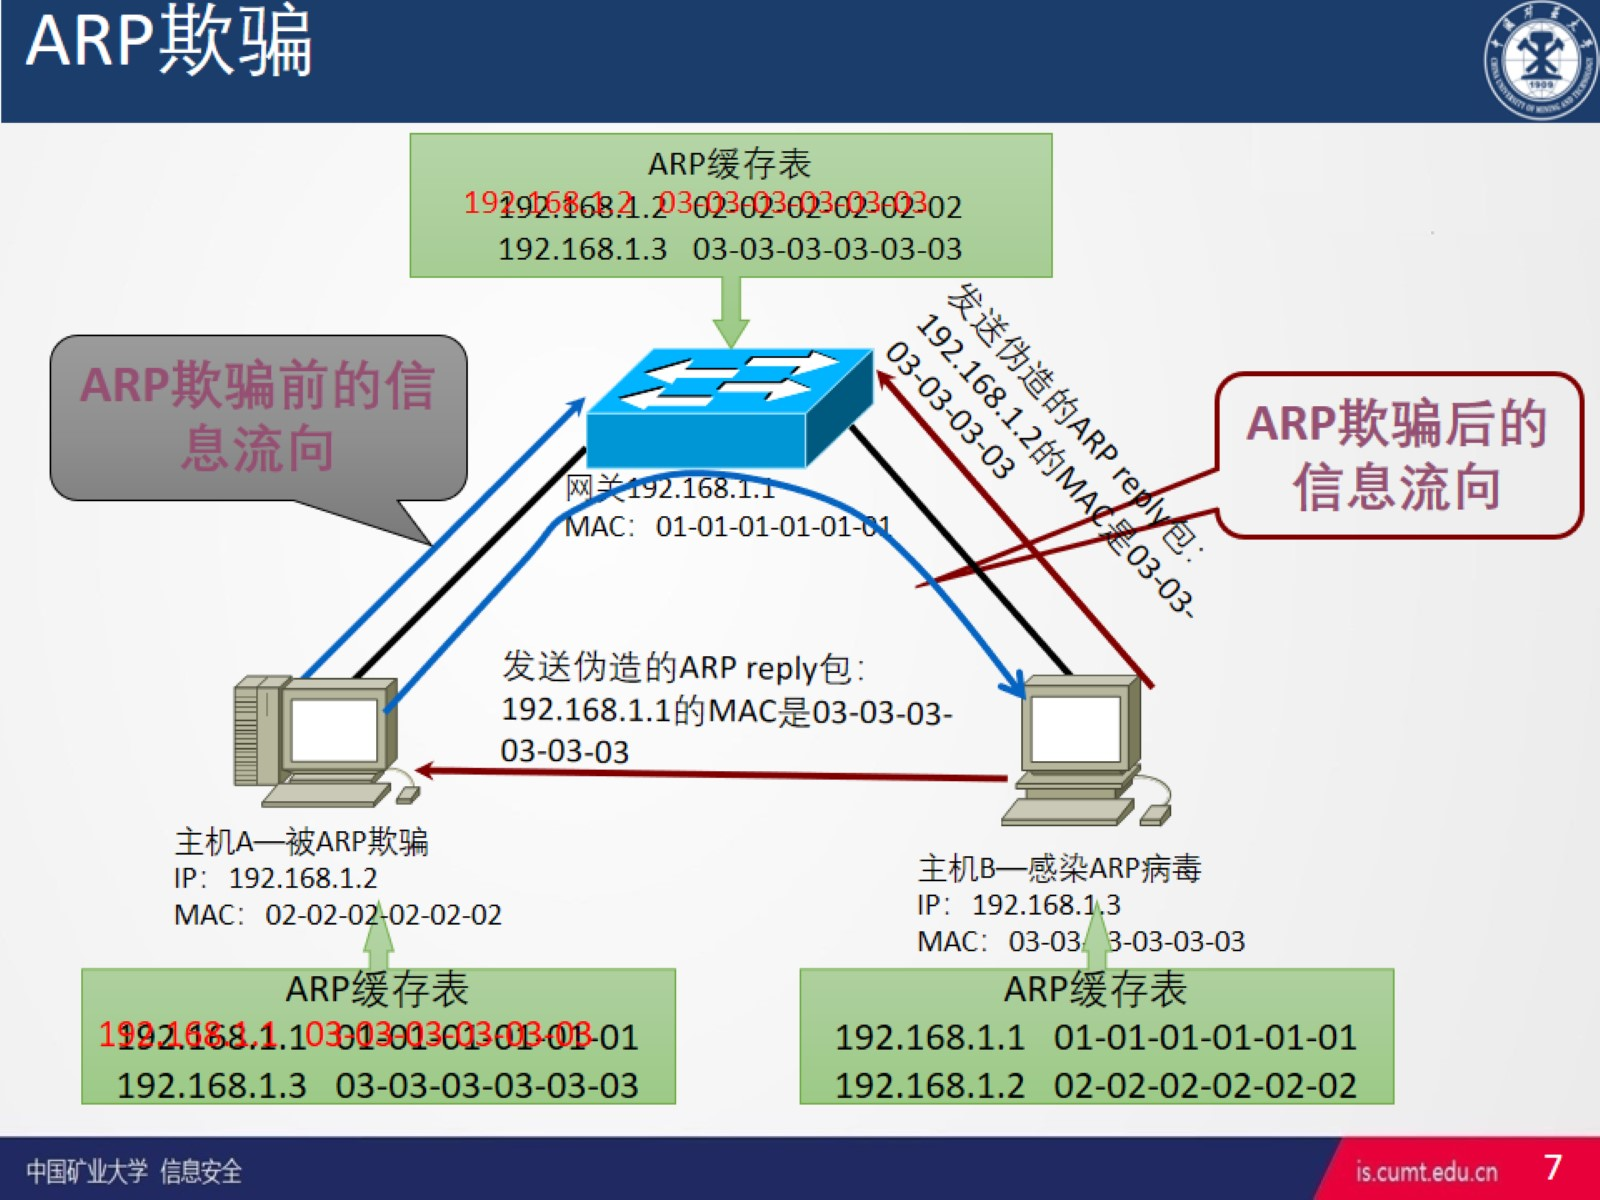 ARP欺骗
ARP缓存表
192.168.1.2 03-03-03-03-03-03
192.168.1.2 02-02-02-02-02-02
192.168.1.3 03-03-03-03-03-03
ARP欺骗前的信
息流向
发送伪造的ARP reply包：
192.168.1.2的MAC是03-03-
03-03-03-03
ARP欺骗后的
信息流向
网关192.168.1.1
MAC：01-01-01-01-01-01
发送伪造的ARP reply包：
192.168.1.1的MAC是03-03-03-
03-03-03
主机A—被ARP欺骗
IP：192.168.1.2
MAC：02-02-02-02-02-02
主机B—感染ARP病毒
IP：192.168.1.3
MAC：03-03-03-03-03-03
ARP缓存表
192.168.1.1 03-03-03-03-03-03
192.168.1.1 01-01-01-01-01-01
192.168.1.3 03-03-03-03-03-03
ARP缓存表
192.168.1.1 01-01-01-01-01-01
192.168.1.2 02-02-02-02-02-02
中国矿业大学 信息安全
is.cumt.edu.cn 7
中国矿业大学
CHINA UNIVERSITY OF MINING AND TECHNOLOGY
1909